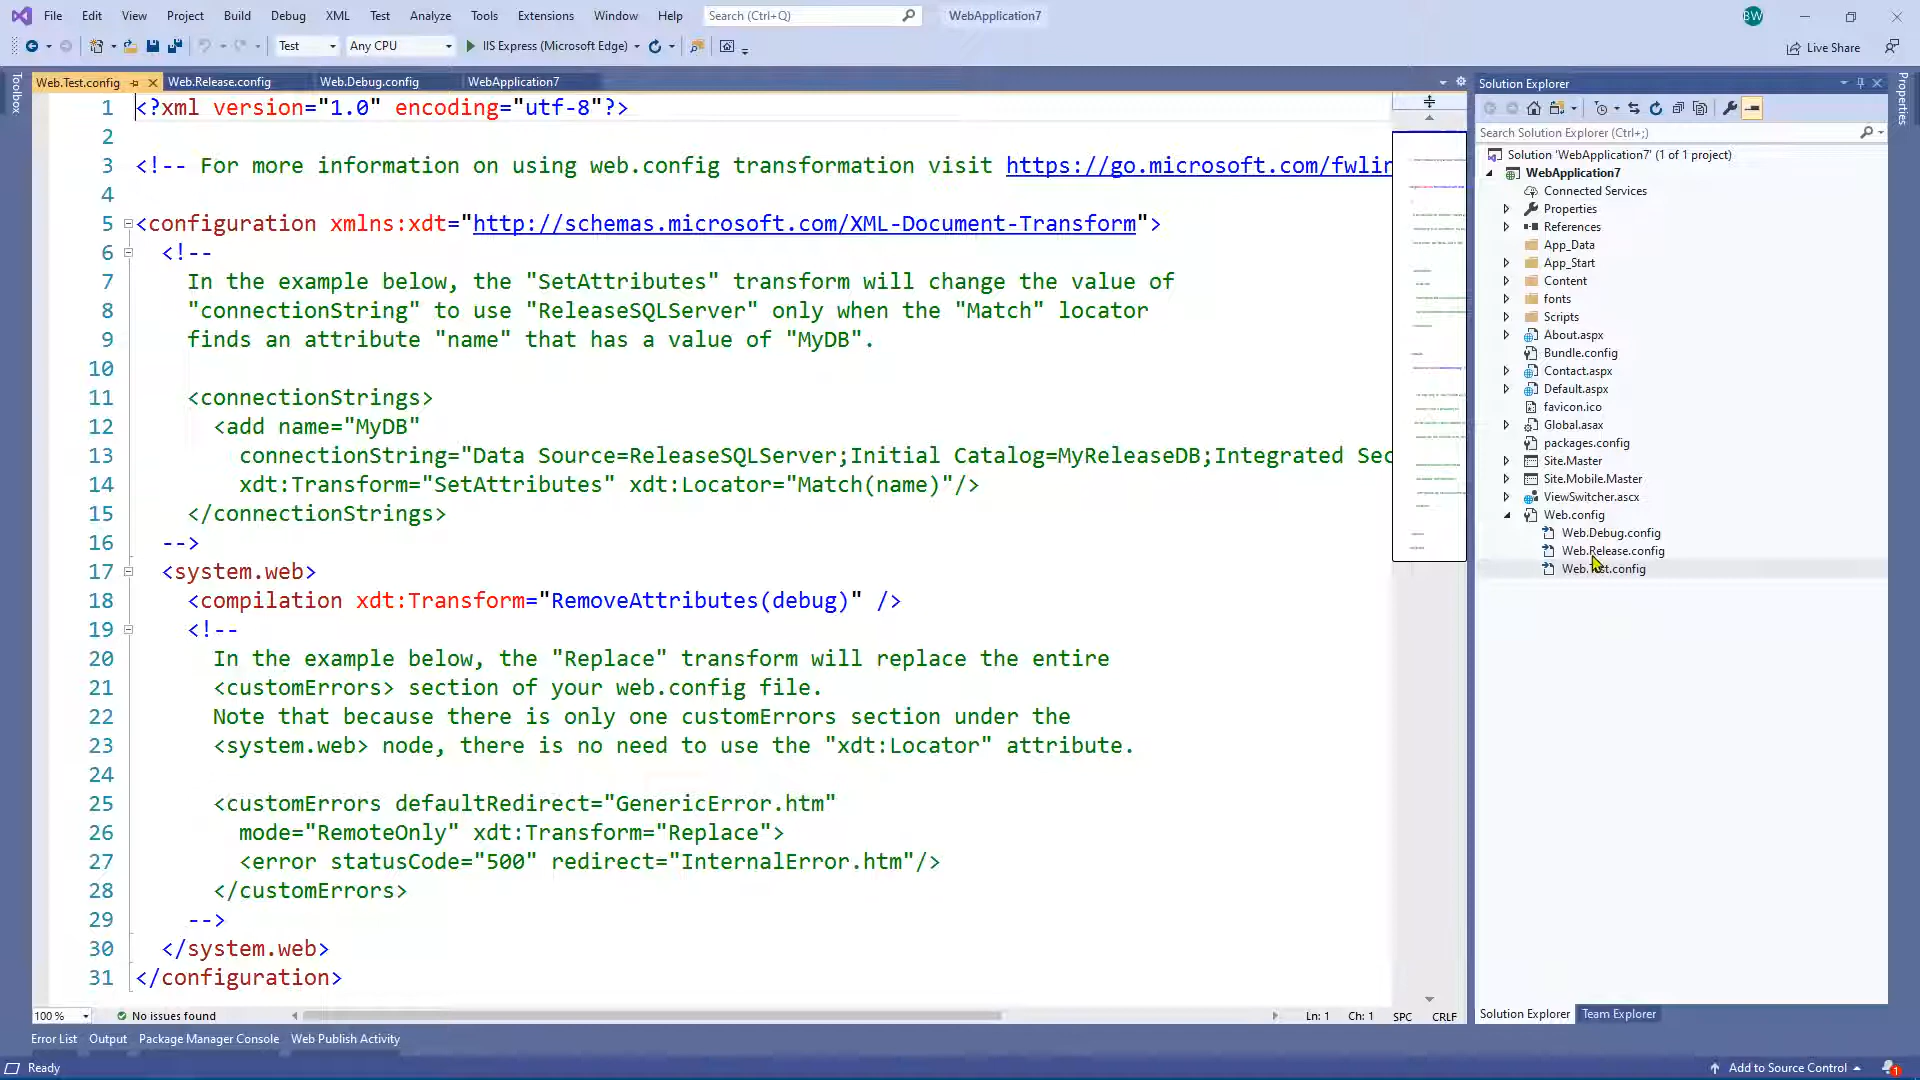 File Edit View Project Build Debug XML Test Analyze Tools Extensions Window Help Search (Ctrl+Q) WebApplication7 BW
Test Any CPU IIS Express (Microsoft Edge) Live Share
Toolbox
Web.Test.config Web.Release.config Web.Debug.config WebApplication7
1 <?xml version="1.0" encoding="utf-8"?>
2
3 <!-- For more information on using web.config transformation visit https://go.microsoft.com/fwlin
4
5 <configuration xmlns:xdt="http://schemas.microsoft.com/XML-Document-Transform">
6 <!--
7 In the example below, the "SetAttributes" transform will change the value of
8 "connectionString" to use "ReleaseSQLServer" only when the "Match" locator
9 finds an attribute "name" that has a value of "MyDB".
10
11 <connectionStrings>
12 <add name="MyDB"
13 connectionString="Data Source=ReleaseSQLServer;Initial Catalog=MyReleaseDB;Integrated Sec
14 xdt:Transform="SetAttributes" xdt:Locator="Match(name)"/>
15 </connectionStrings>
16 -->
17 <system.web>
18 <compilation xdt:Transform="RemoveAttributes(debug)" />
19 <!--
20 In the example below, the "Replace" transform will replace the entire
21 <customErrors> section of your web.config file.
22 Note that because there is only one customErrors section under the
23 <system.web> node, there is no need to use the "xdt:Locator" attribute.
24
25 <customErrors defaultRedirect="GenericError.htm"
26 mode="RemoteOnly" xdt:Transform="Replace">
27 <error statusCode="500" redirect="InternalError.htm"/>
28 </customErrors>
29 -->
30 </system.web>
31 </configuration>
100 % No issues found Ln: 1 Ch: 1 SPC CRLF
Solution Explorer
Search Solution Explorer (Ctrl+;)
Solution 'WebApplication7' (1 of 1 project)
WebApplication7
Connected Services
Properties
References
App_Data
App_Start
Content
fonts
Scripts
About.aspx
Bundle.config
Contact.aspx
Default.aspx
favicon.ico
Global.asax
packages.config
Site.Master
Site.Mobile.Master
ViewSwitcher.ascx
Web.config
Web.Debug.config
Web.Release.config
Web.Test.config
Solution Explorer Team Explorer
Properties
Error List Output Package Manager Console Web Publish Activity
Ready Add to Source Control 1